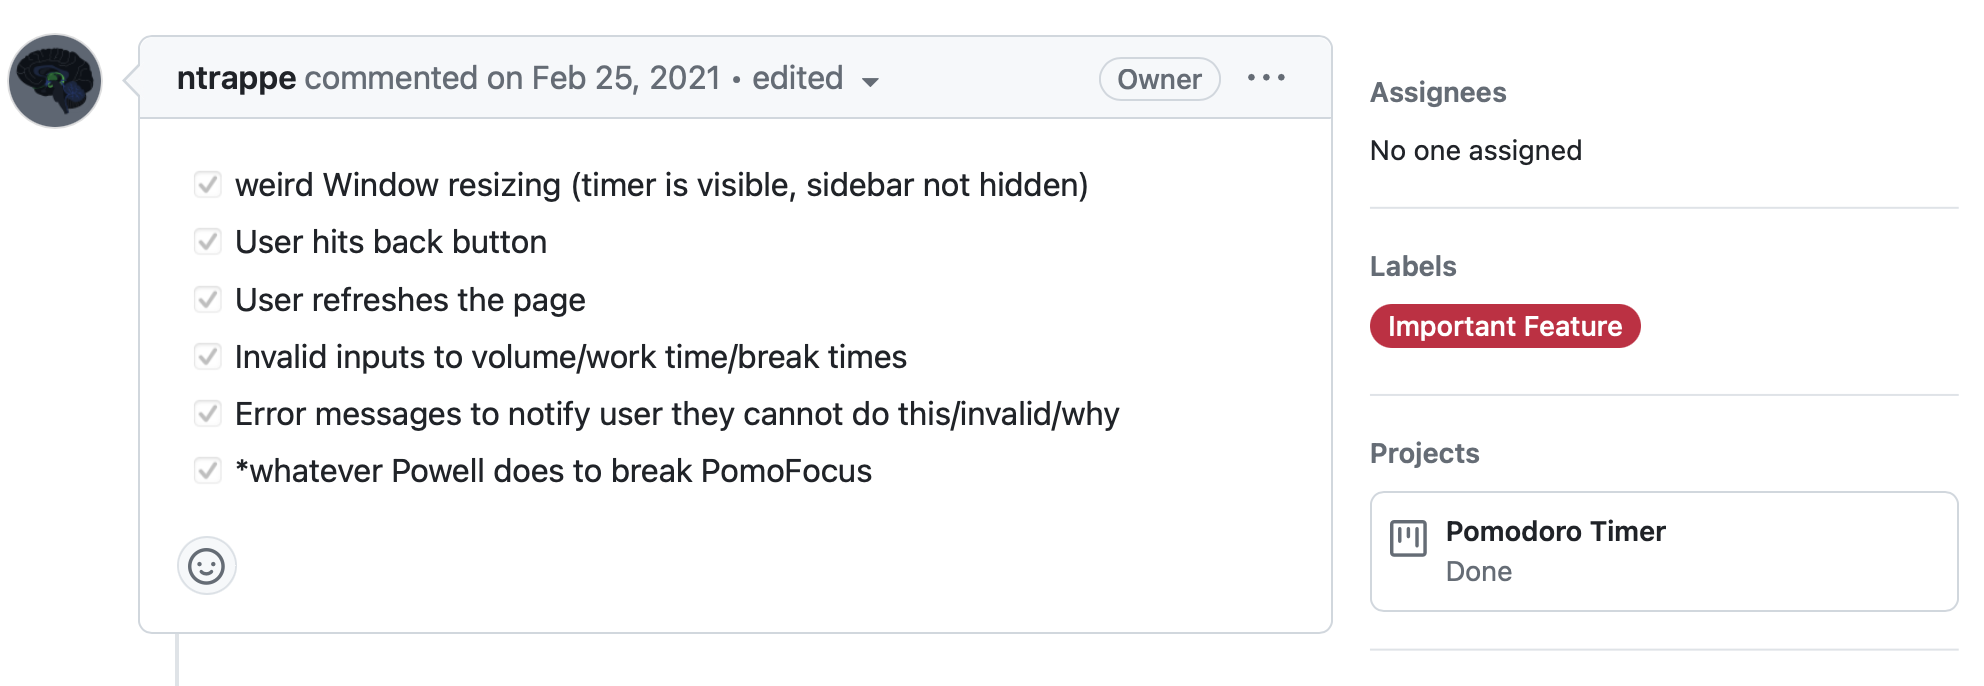 ntrappe commented on Feb 25, 2021 • edited
Owner
weird Window resizing (timer is visible, sidebar not hidden)
User hits back button
User refreshes the page
Invalid inputs to volume/work time/break times
Error messages to notify user they cannot do this/invalid/why
*whatever Powell does to break PomoFocus
Assignees
No one assigned
Labels
Important Feature
Projects
Pomodoro Timer
Done